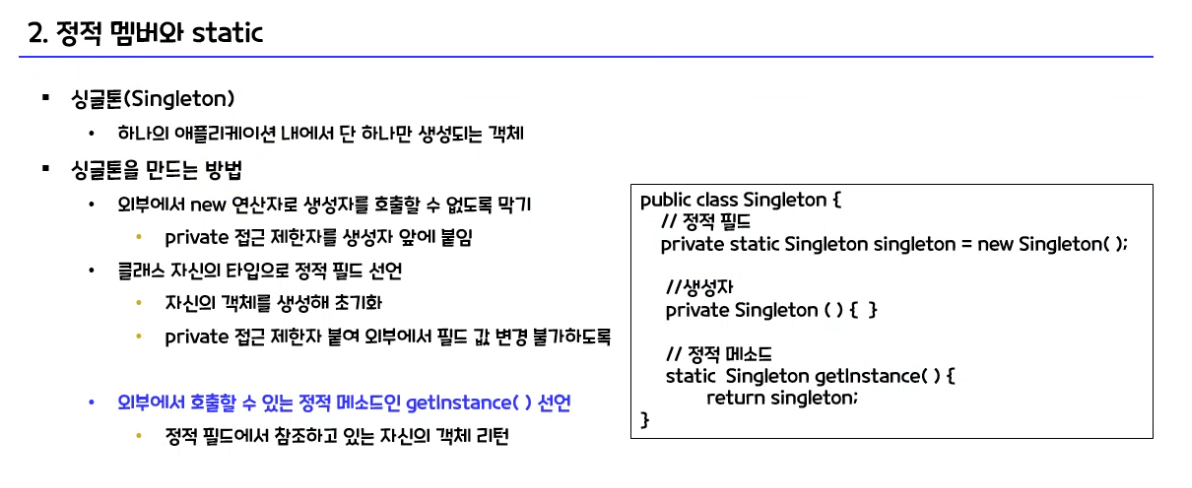 2. 정적 멤버와 static
▪ 싱글톤(Singleton)
• 하나의 애플리케이션 내에서 단 하나만 생성되는 객체
▪ 싱글톤을 만드는 방법
• 외부에서 new 연산자로 생성자를 호출할 수 없도록 막기
• private 접근 제한자를 생성자 앞에 붙임
• 클래스 자신의 타입으로 정적 필드 선언
• 자신의 객체를 생성해 초기화
• private 접근 제한자 붙여 외부에서 필드 값 변경 불가하도록
• 외부에서 호출할 수 있는 정적 메소드인 getInstance( ) 선언
• 정적 필드에서 참조하고 있는 자신의 객체 리턴
public class Singleton {
// 정적 필드
private static Singleton singleton = new Singleton( );
//생성자
private Singleton ( ) { }
// 정적 메소드
static Singleton getInstance( ) {
return singleton;
}